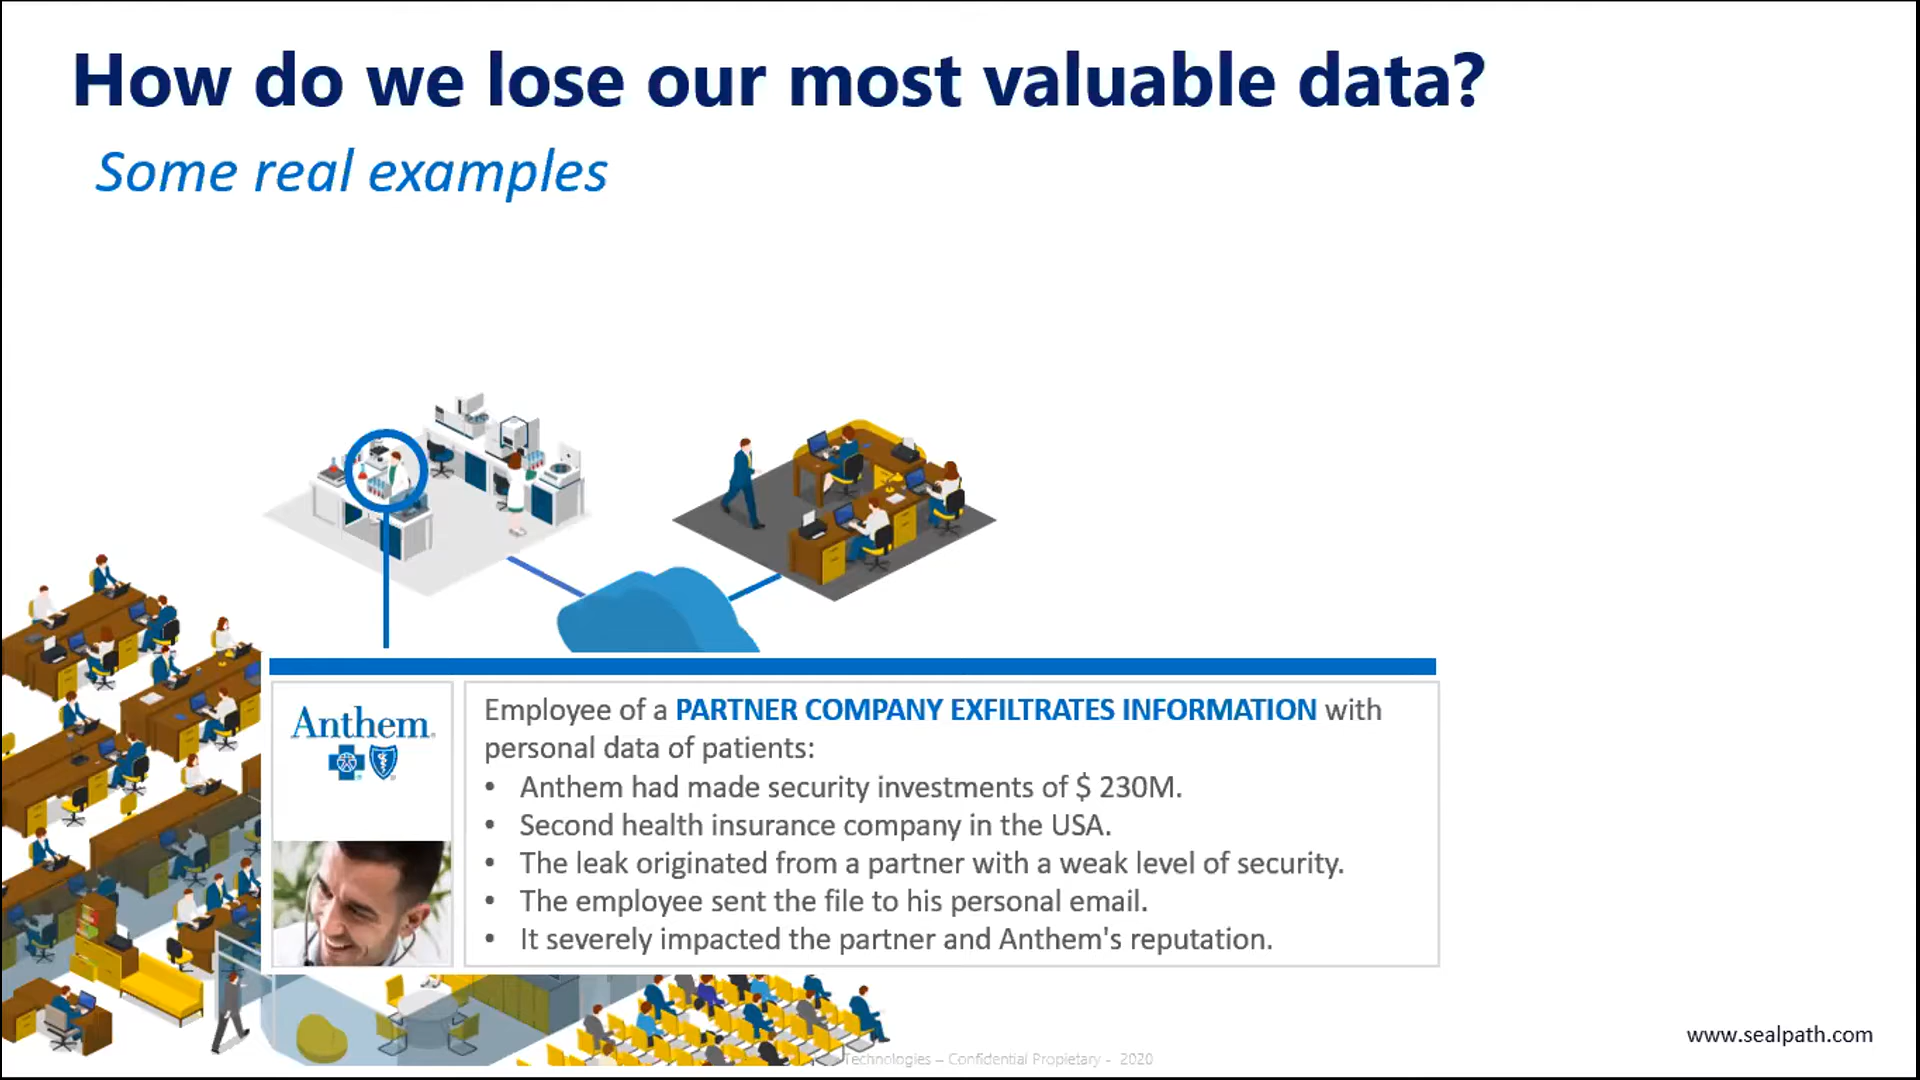 How do we lose our most valuable data?
Some real examples
Anthem®
Employee of a PARTNER COMPANY EXFILTRATES INFORMATION with
personal data of patients:
• Anthem had made security investments of $ 230M.
• Second health insurance company in the USA.
• The leak originated from a partner with a weak level of security.
• The employee sent the file to his personal email.
• It severely impacted the partner and Anthem's reputation.
www.sealpath.com
Technologies – Confidential Propietary - 2020